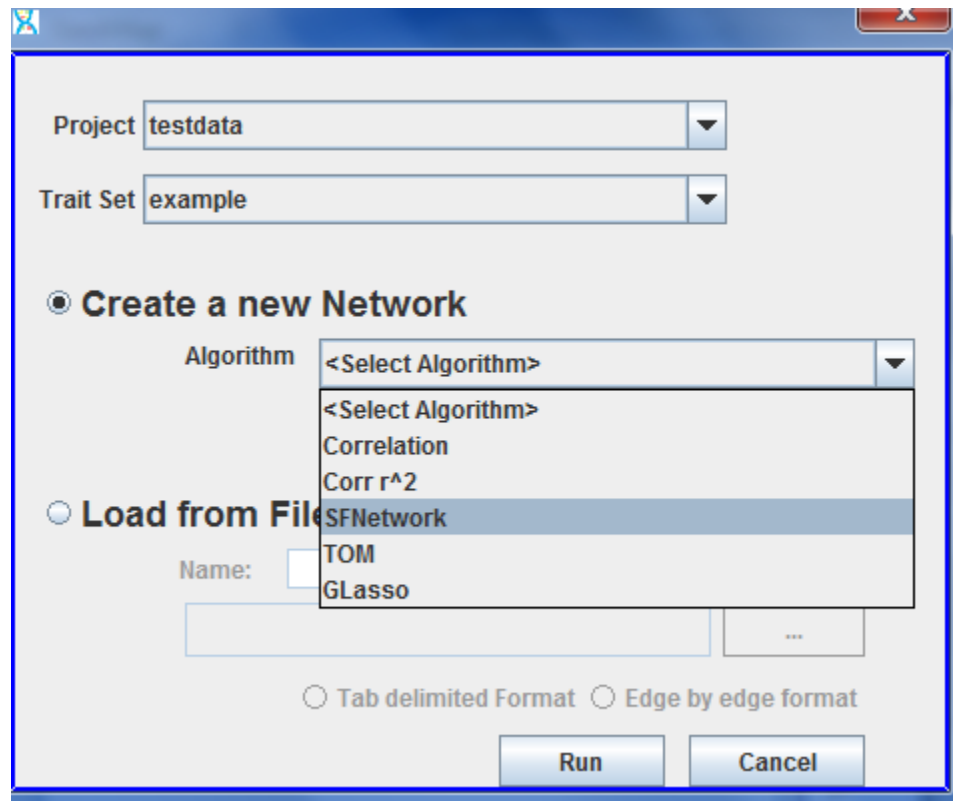 Project testdata
Trait Set example
Create a new Network
Algorithm <Select Algorithm>
<Select Algorithm>
Correlation
Corr r^2
SFNetwork
TOM
GLasso
Load from File
Name:
...
Tab delimited Format Edge by edge format
Run Cancel